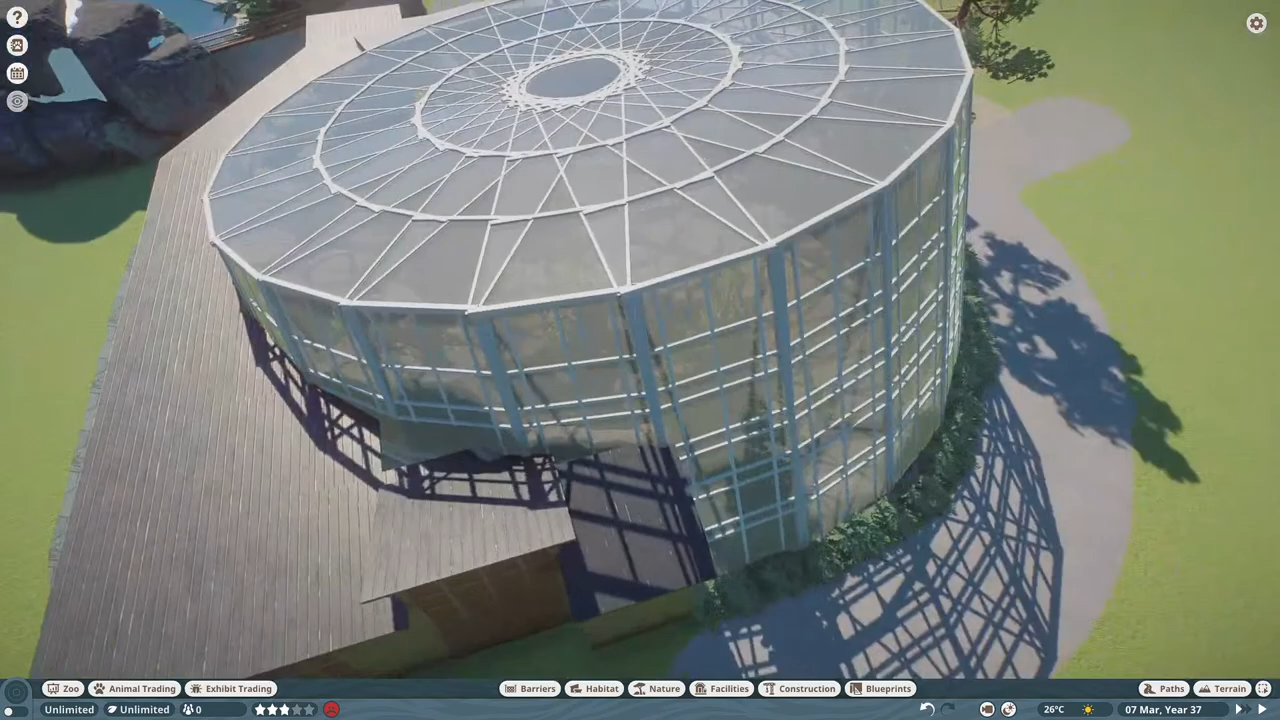 Zoo
Animal Trading
Exhibit Trading
Barriers
Habitat
Nature
Facilities
Construction
Blueprints
Paths
Terrain
Unlimited
Unlimited
0
26°C
07 Mar, Year 37